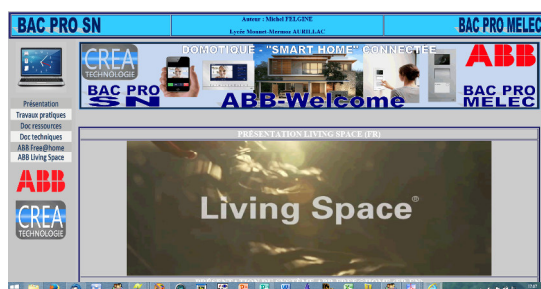 BAC PRO SN
Auteur : Michel FELGINE
Lycée Monnet-Mermoz AURILLAC
BAC PRO MELEC
CREA
TECHNOLOGIE
DOMOTIQUE - "SMART HOME" CONNECTÉE
ABB
BAC PRO
SN
ABB-Welcome
BAC PRO
MELEC
Présentation
Travaux pratiques
Doc ressources
Doc techniques
ABB Free@home
ABB Living Space
ABB
CREA
TECHNOLOGIE
PRÉSENTATION LIVING SPACE (FR)
Living Space®